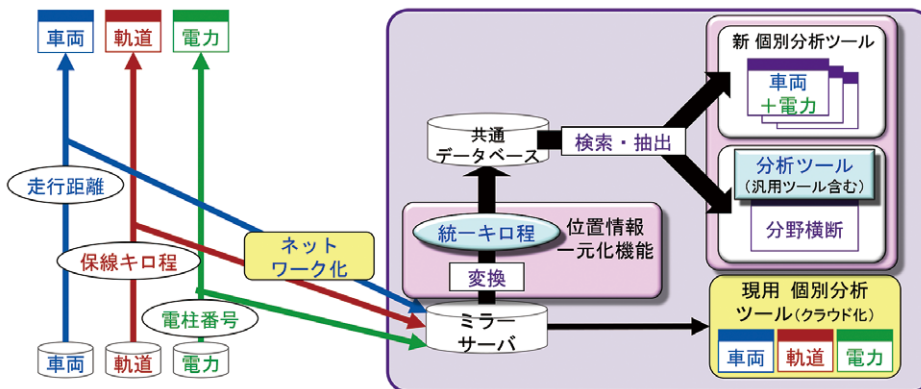 車両
軌道
電力
走行距離
保線キロ程
電柱番号
車両
軌道
電力
ネット
ワーク化
共通
データベース
検索・抽出
統一キロ程
変換
位置情報
一元化機能
ミラー
サーバ
新 個別分析ツール
車両
＋電力
分析ツール
(汎用ツール含む)
分野横断
現用 個別分析
ツール(クラウド化)
車両
軌道
電力